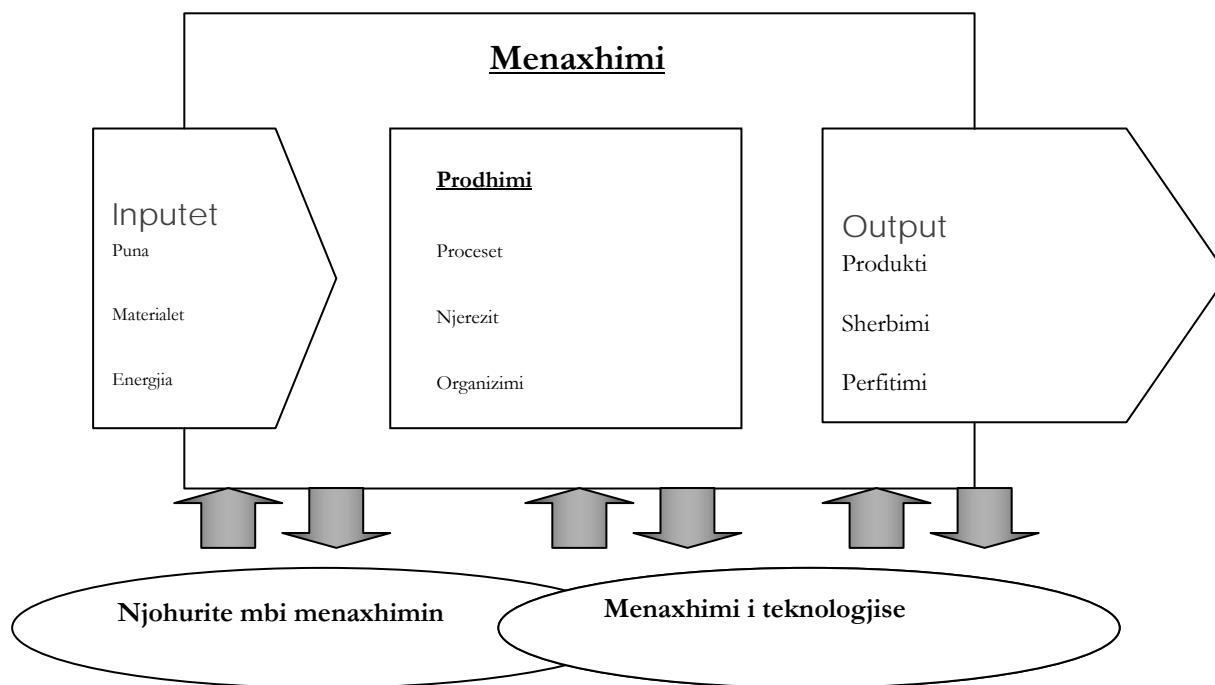 Menaxhimi
Inputet
Puna
Materialet
Energjia
Prodhimi
Proceset
Njerezit
Organizimi
Output
Produkti
Sherbimi
Perfitimi
Njohurite mbi menaxhimin
Menaxhimi i teknologjise